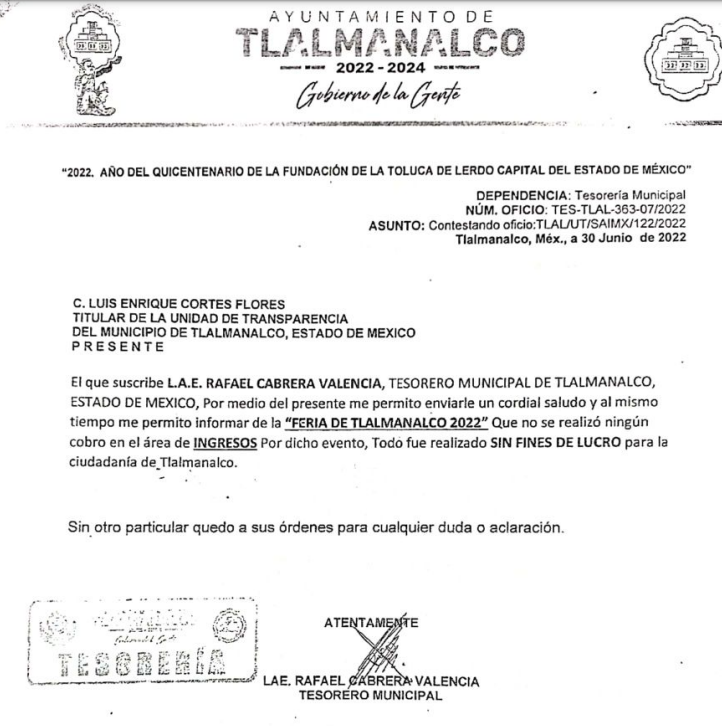 AYUNTAMIENTO DE
TLALMANALCO
2022 - 2024
Gobierno de la Gente
"2022. AÑO DEL QUICENTENARIO DE LA FUNDACIÓN DE LA TOLUCA DE LERDO CAPITAL DEL ESTADO DE MÉXICO"
DEPENDENCIA: Tesorería Municipal
NÚM. OFICIO: TES-TLAL-363-07/2022
ASUNTO: Contestando oficio:TLAL/UT/SAIMX/122/2022
Tlalmanalco, Méx., a 30 Junio de 2022
C. LUIS ENRIQUE CORTES FLORES
TITULAR DE LA UNIDAD DE TRANSPARENCIA
DEL MUNICIPIO DE TLALMANALCO, ESTADO DE MEXICO
P R E S E N T E
El que suscribe L.A.E. RAFAEL CABRERA VALENCIA, TESORERO MUNICIPAL DE TLALMANALCO,
ESTADO DE MEXICO, Por medio del presente me permito enviarle un cordial saludo y al mismo
tiempo me permito informar de la "FERIA DE TLALMANALCO 2022" Que no se realizó ningún
cobro en el área de INGRESOS Por dicho evento, Todo fue realizado SIN FINES DE LUCRO para la
ciudadanía de Tlalmanalco.
Sin otro particular quedo a sus órdenes para cualquier duda o aclaración.
ATENTAMENTE
TESORERÍA
LAE. RAFAEL CABRERA VALENCIA
TESORERO MUNICIPAL